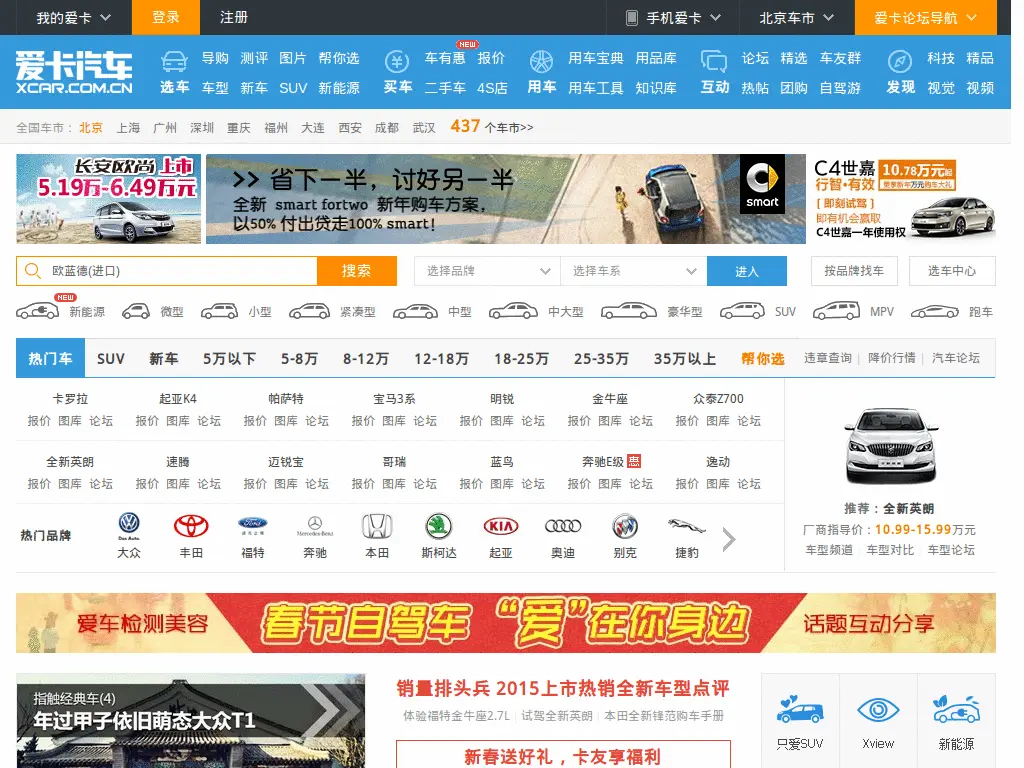 我的爱卡 登录 注册 手机爱卡 北京车市 爱卡论坛导航
爱卡汽车
XCAR.COM.CN
导购 测评 图片 帮你选 车有惠 NEW 报价 用车宝典 用品库 论坛 精选 车友群 科技 精品
选车 车型 新车 SUV 新能源 买车 二手车 4S店 用车 用车工具 知识库 互动 热帖 团购 自驾游 发现 视觉 视频
全国车市： 北京 上海 广州 深圳 重庆 福州 大连 西安 成都 武汉 437 个车市>>
长安欧尚 上市
5.19万-6.49万元
>> 省下一半，讨好另一半
全新 smart fortwo 新年购车方案，
以50% 付出贷走100% smart！
smart
C4世嘉 10.78万元起
行智·有效
[ 即刻试驾 ]
即有机会赢取
C4世嘉一年使用权
欧蓝德(进口) 搜索 选择品牌 选择车系 进入 按品牌找车 选车中心
NEW 新能源 微型 小型 紧凑型 中型 中大型 豪华型 SUV MPV 跑车
热门车 SUV 新车 5万以下 5-8万 8-12万 12-18万 18-25万 25-35万 35万以上 帮你选 违章查询 | 降价行情 | 汽车论坛
卡罗拉 起亚K4 帕萨特 宝马3系 明锐 金牛座 众泰Z700
报价 图库 论坛 报价 图库 论坛 报价 图库 论坛 报价 图库 论坛 报价 图库 论坛 报价 图库 论坛 报价 图库 论坛
全新英朗 速腾 迈锐宝 哥瑞 蓝鸟 奔驰E级 惠 逸动
报价 图库 论坛 报价 图库 论坛 报价 图库 论坛 报价 图库 论坛 报价 图库 论坛 报价 图库 论坛 报价 图库 论坛
热门品牌
Das Auto TOYOTA Ford Mercedes-Benz KIA
大众 丰田 福特 奔驰 本田 斯柯达 起亚 奥迪 别克 捷豹
推荐：全新英朗
厂商指导价：10.99-15.99万元
车型频道 | 车型对比 | 车型论坛
爱车检测美容 春节自驾车 “爱”在你身边 话题互动分享
指触经典车(4)
年过甲子依旧萌态大众T1
销量排头兵 2015上市热销全新车型点评
体验福特金牛座2.7L | 试驾全新英朗 | 本田全新锋范购车手册
新春送好礼，卡友享福利
只爱SUV Xview 新能源